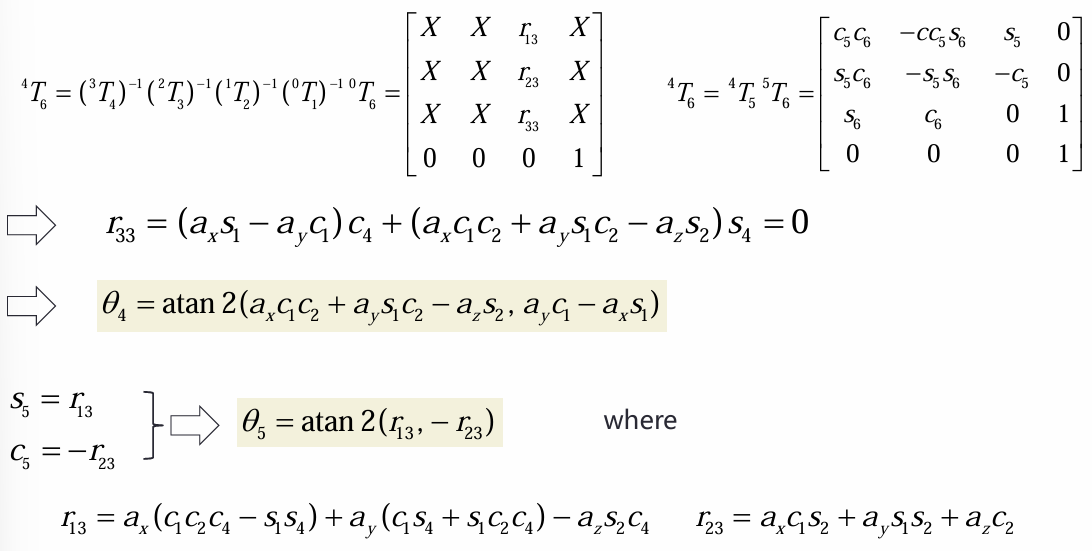 ⁴T₆ = (³T₄)⁻¹(²T₃)⁻¹(¹T₂)⁻¹(⁰T₁)⁻¹ ⁰T₆ = [X X r₁₃ X; X X r₂₃ X; X X r₃₃ X; 0 0 0 1]
⁴T₆ = ⁴T₅ ⁵T₆ = [c₅c₆ −cc₅s₆ s₅ 0; s₅c₆ −s₅s₆ −c₅ 0; s₆ c₆ 0 1; 0 0 0 1]
r₃₃ = (aₓs₁ − a_yc₁)c₄ + (aₓc₁c₂ + a_ys₁c₂ − a_zs₂)s₄ = 0
θ₄ = atan 2(aₓc₁c₂ + a_ys₁c₂ − a_zs₂, a_yc₁ − aₓs₁)
s₅ = r₁₃
c₅ = −r₂₃
θ₅ = atan 2(r₁₃, − r₂₃)
where
r₁₃ = aₓ(c₁c₂c₄ − s₁s₄) + a_y(c₁s₄ + s₁c₂c₄) − a_zs₂c₄
r₂₃ = aₓc₁s₂ + a_ys₁s₂ + a_zc₂